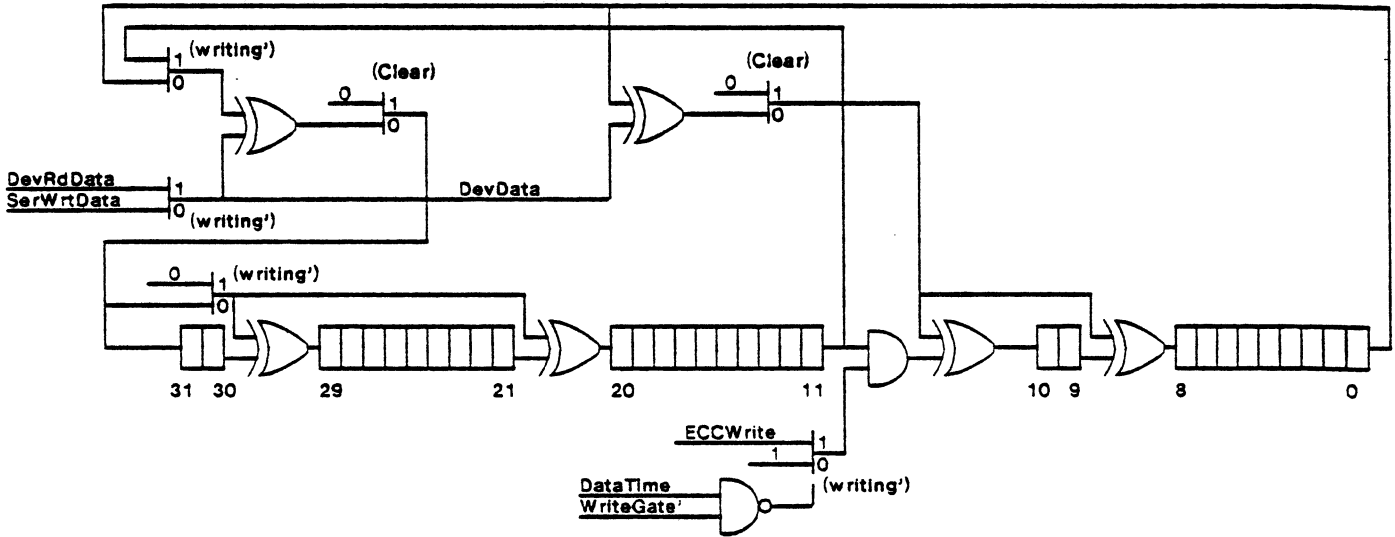 1 (writing')
0
(Clear)
0 1
0
(Clear)
0 1
0
DevRdData 1
SerWrtData 0
(writing')
DevData
0 1 (writing')
0
31 30 29 21 20 11 10 9 8 0
ECCWrite 1
1 0
(writing')
DataTime
WriteGate'